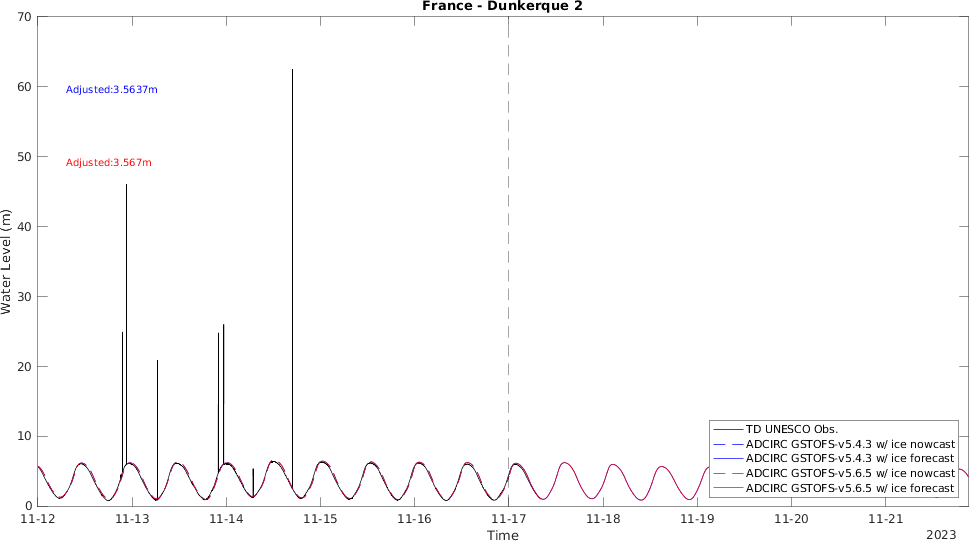 France - Dunkerque 2
70
60
50
40
30
20
10
0
Water Level (m)
Adjusted:3.5637m
Adjusted:3.567m
TD UNESCO Obs.
ADCIRC GSTOFS-v5.4.3 w/ ice nowcast
ADCIRC GSTOFS-v5.4.3 w/ ice forecast
ADCIRC GSTOFS-v5.6.5 w/ ice nowcast
ADCIRC GSTOFS-v5.6.5 w/ ice forecast
11-12 11-13 11-14 11-15 11-16 11-17 11-18 11-19 11-20 11-21
Time
2023